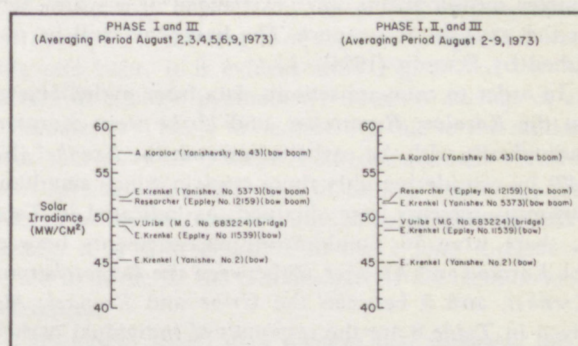 PHASE I and III
(Averaging Period August 2,3,4,5,6,9, 1973)
60
A.Korolov (Yanishevsky No 43)(bow boom)
55
E.Krenkel (Yanishev No 5373)(bow boom)
Researcher (Eppley No.12159)(bow boom)
Solar
Irradiance
(MW/CM²)
50
V.Uribe (M.G. No 683224)(bridge)
E.Krenkel (Eppley No 11539)(bow)
45
E.Krenkel (Yanishev No 2)(bow)
40
PHASE I, II, and III
(Averaging Period August 2-9, 1973)
60
A.Korolov (Yanishev No.43)(bow boom)
55
Researcher (Eppley No 12159)(bow boom)
E.Krenkel (Yanishev No 5373)(bow boom)
50
V.Uribe (M.G. No 683224)(bridge)
E.Krenkel (Eppley No 11539)(bow)
45
E.Krenkel (Yanishev No 2)(bow)
40